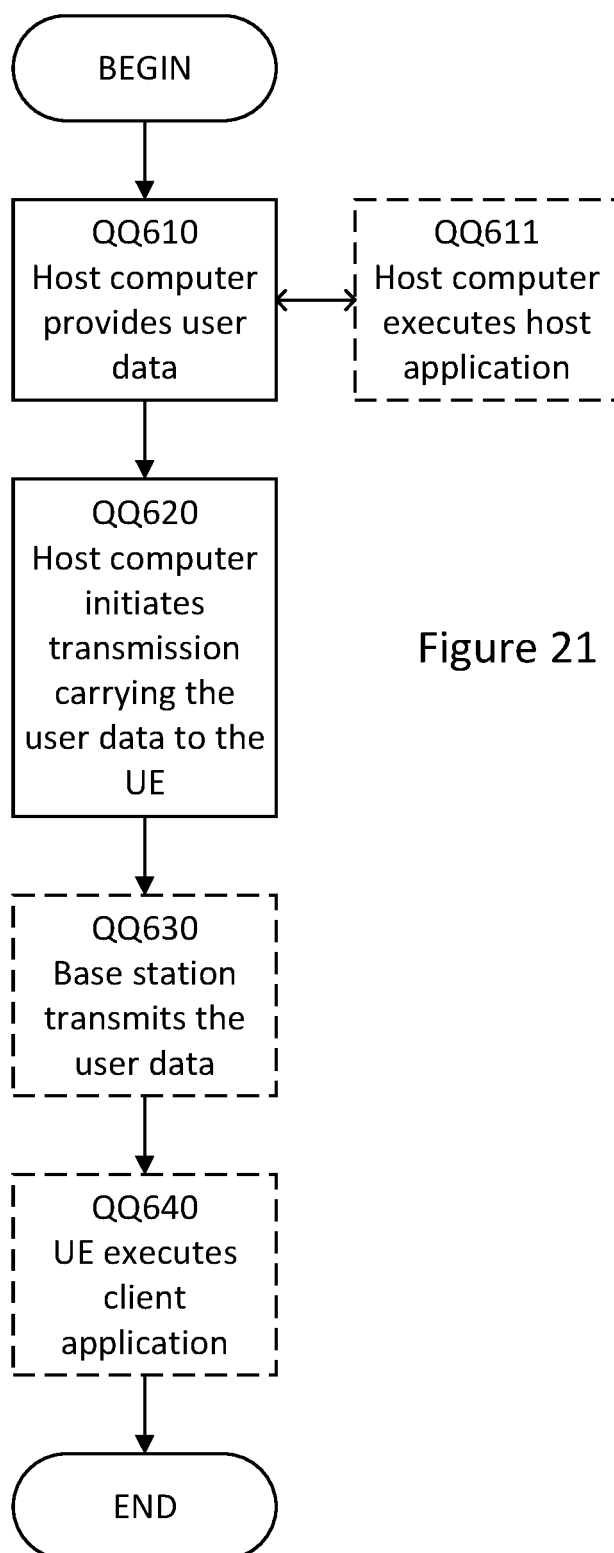 BEGIN
QQ610
Host computer
provides user
data
QQ611
Host computer
executes host
application
QQ620
Host computer
initiates
transmission
carrying the
user data to the
UE
Figure 21
QQ630
Base station
transmits the
user data
QQ640
UE executes
client
application
END